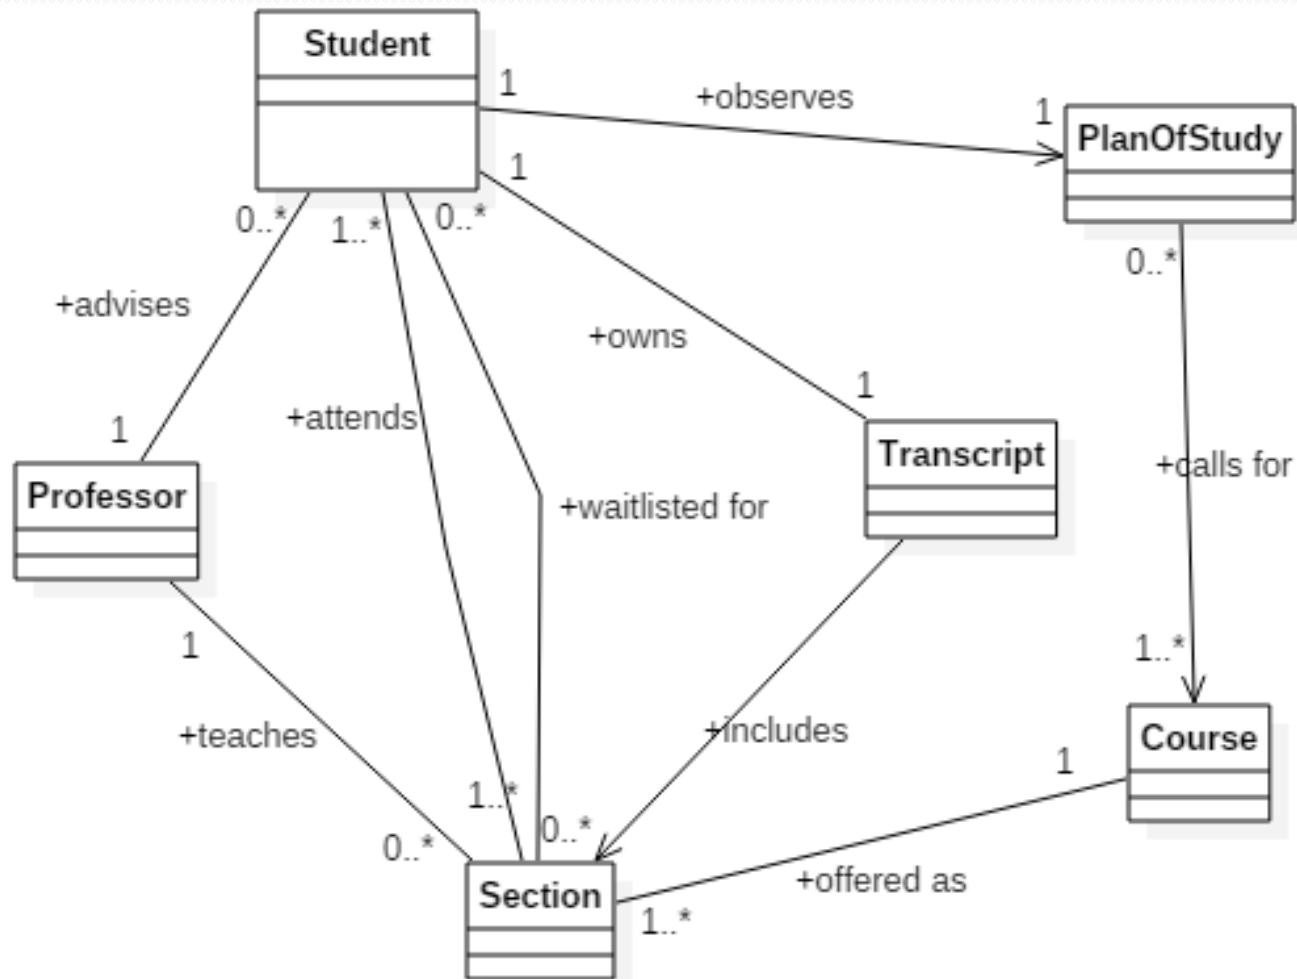 Student
1
+observes
1
PlanOfStudy
1
0..*
1..*
0..*
0..*
+advises
+owns
1
+attends
1
Transcript
+calls for
Professor
+waitlisted for
1
1..*
+teaches
+includes
Course
1
1..*
0..*
0..*
+offered as
Section
1..*